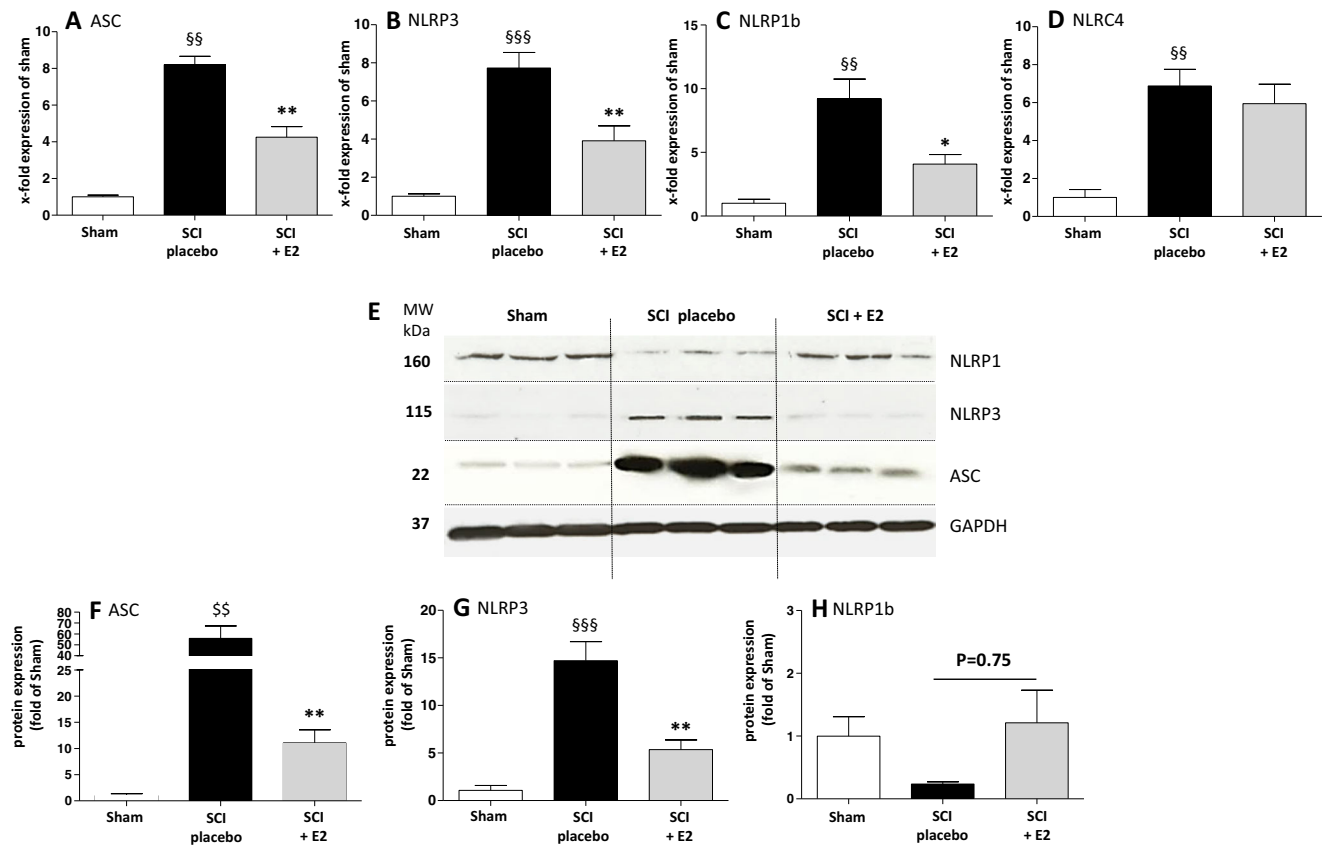 A ASC
x-fold expression of sham
10
8
6
4
2
0
§§
**
Sham
SCI
placebo
SCI
+ E2
B NLRP3
x-fold expression of sham
10
8
6
4
2
0
§§§
**
Sham
SCI
placebo
SCI
+ E2
C NLRP1b
x-fold expression of sham
15
10
5
0
§§
*
Sham
SCI
placebo
SCI
+ E2
D NLRC4
x-fold expression of sham
10
8
6
4
2
0
§§
Sham
SCI
placebo
SCI
+ E2
E
MW
kDa
Sham
SCI placebo
SCI + E2
160
NLRP1
115
NLRP3
22
ASC
37
GAPDH
F ASC
protein expression
(fold of Sham)
80
70
60
50
40
25
20
15
10
5
0
$$
**
Sham
SCI
placebo
SCI
+ E2
G NLRP3
protein expression
(fold of Sham)
20
15
10
5
0
§§§
**
Sham
SCI
placebo
SCI
+ E2
H NLRP1b
protein expression
(fold of Sham)
3
2
1
0
P=0.75
Sham
SCI
placebo
SCI
+ E2